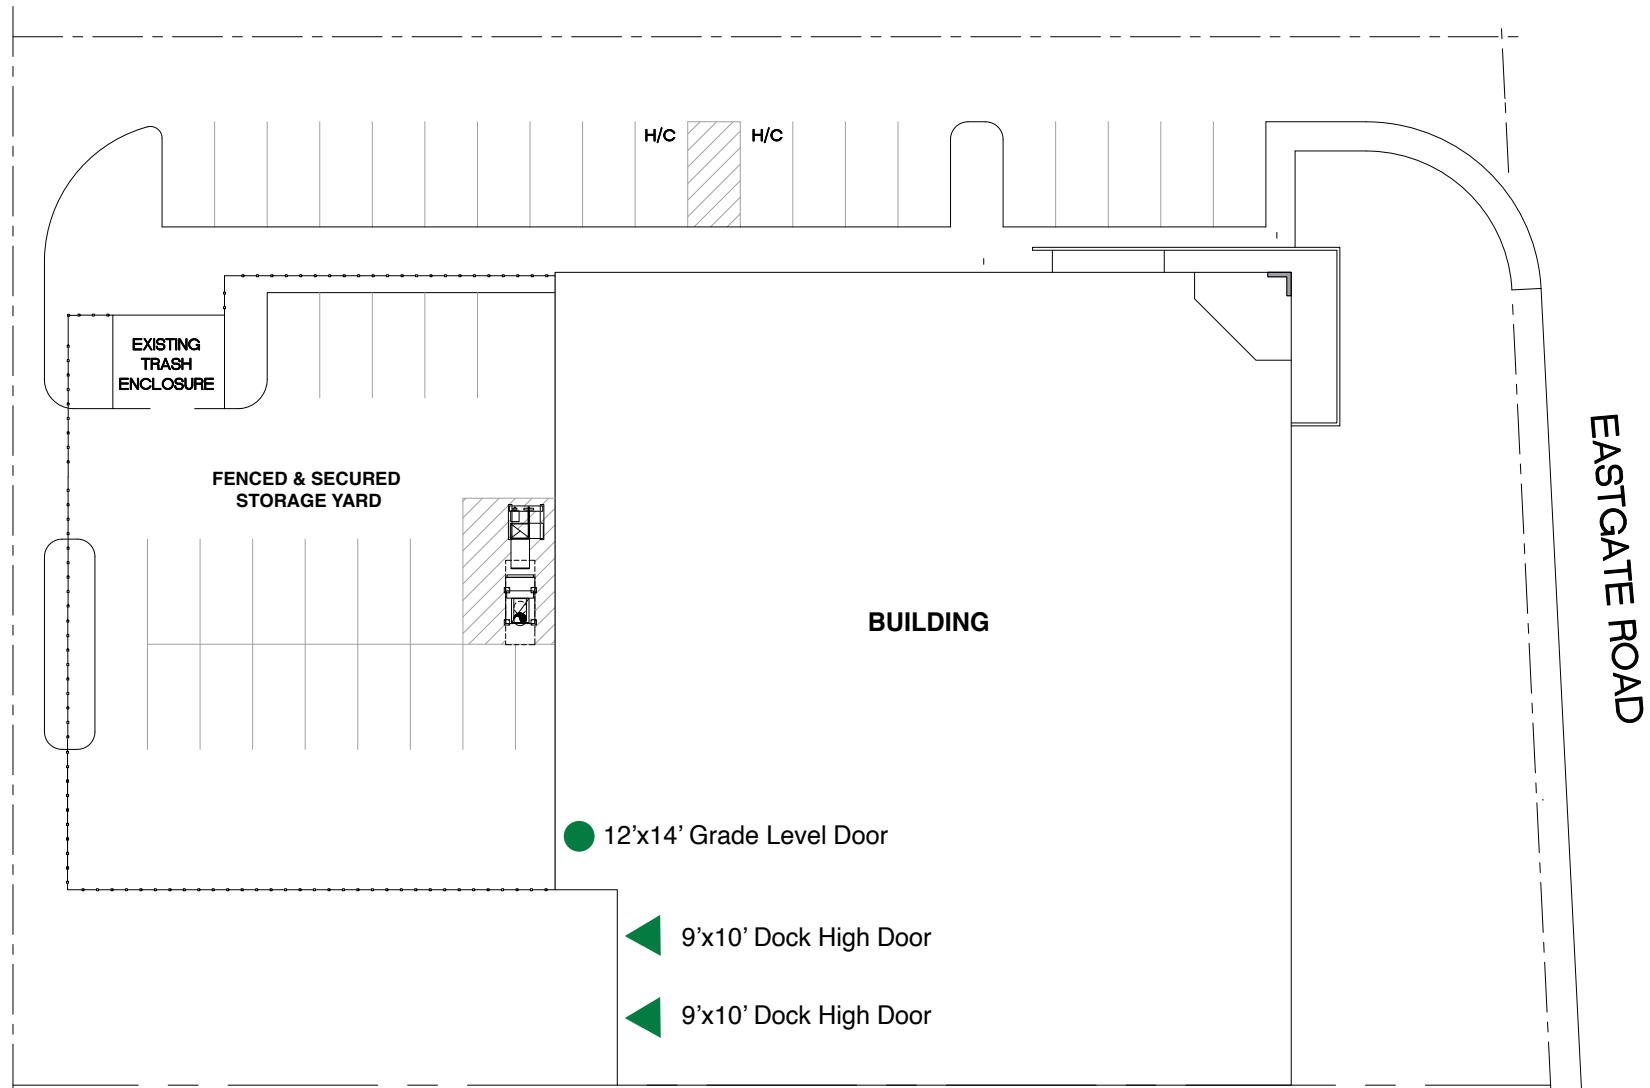 H/C
H/C
EXISTING
TRASH
ENCLOSURE
FENCED & SECURED
STORAGE YARD
EASTGATE ROAD
BUILDING
12’x14’ Grade Level Door
9’x10’ Dock High Door
9’x10’ Dock High Door